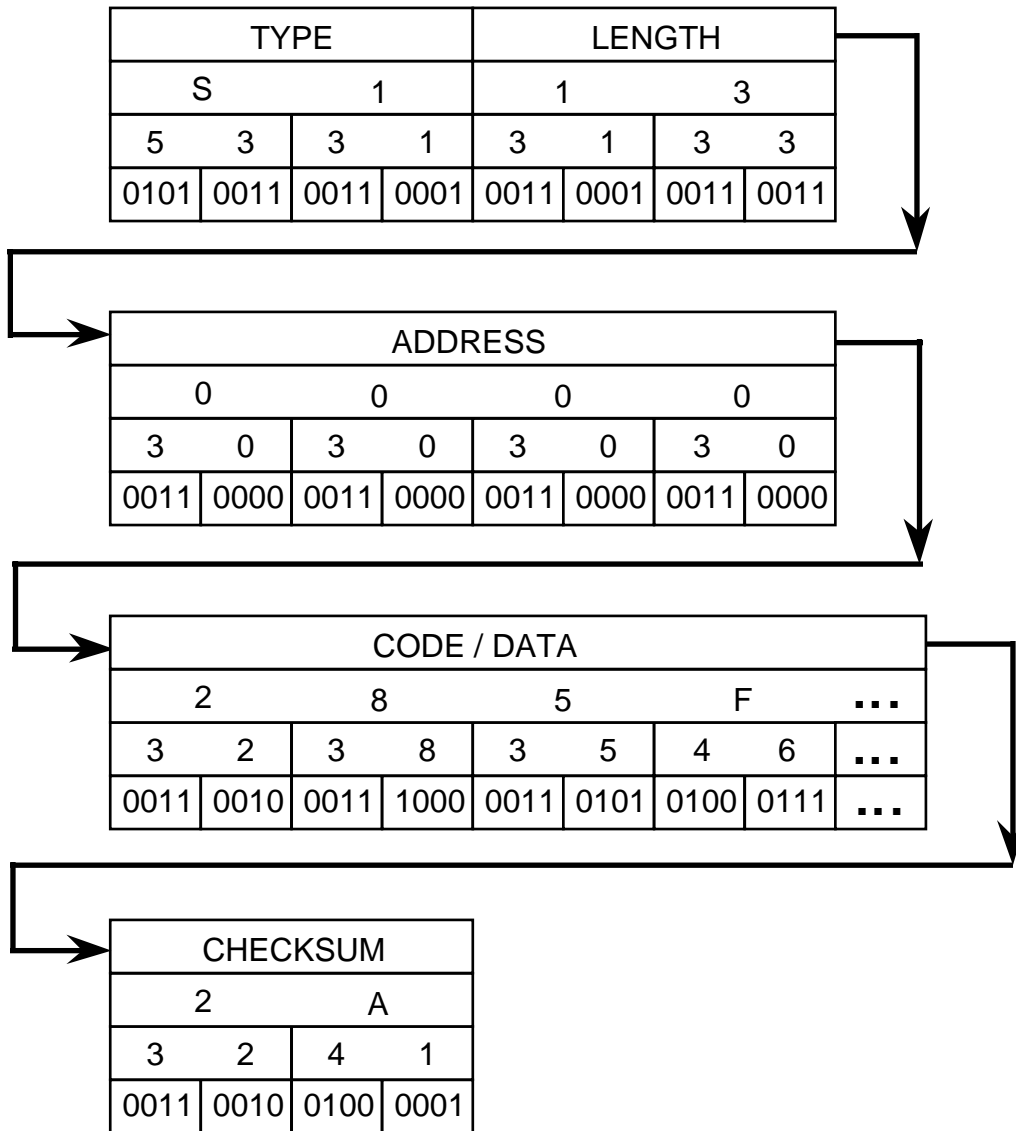 TYPE LENGTH
S 1 1 3
5 3 3 1 3 1 3 3
0101 0011 0011 0001 0011 0001 0011 0011
ADDRESS
0 0 0 0
3 0 3 0 3 0 3 0
0011 0000 0011 0000 0011 0000 0011 0000
CODE / DATA
2 8 5 F ...
3 2 3 8 3 5 4 6 ...
0011 0010 0011 1000 0011 0101 0100 0111 ...
CHECKSUM
2 A
3 2 4 1
0011 0010 0100 0001